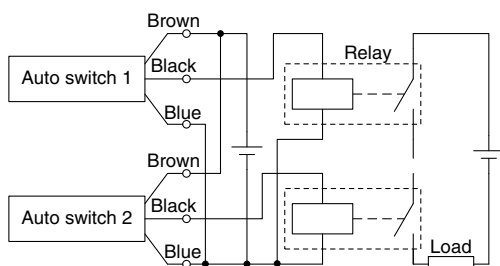 Brown
Relay
Auto switch 1
Black
Blue
Brown
Auto switch 2
Black
Blue
Load